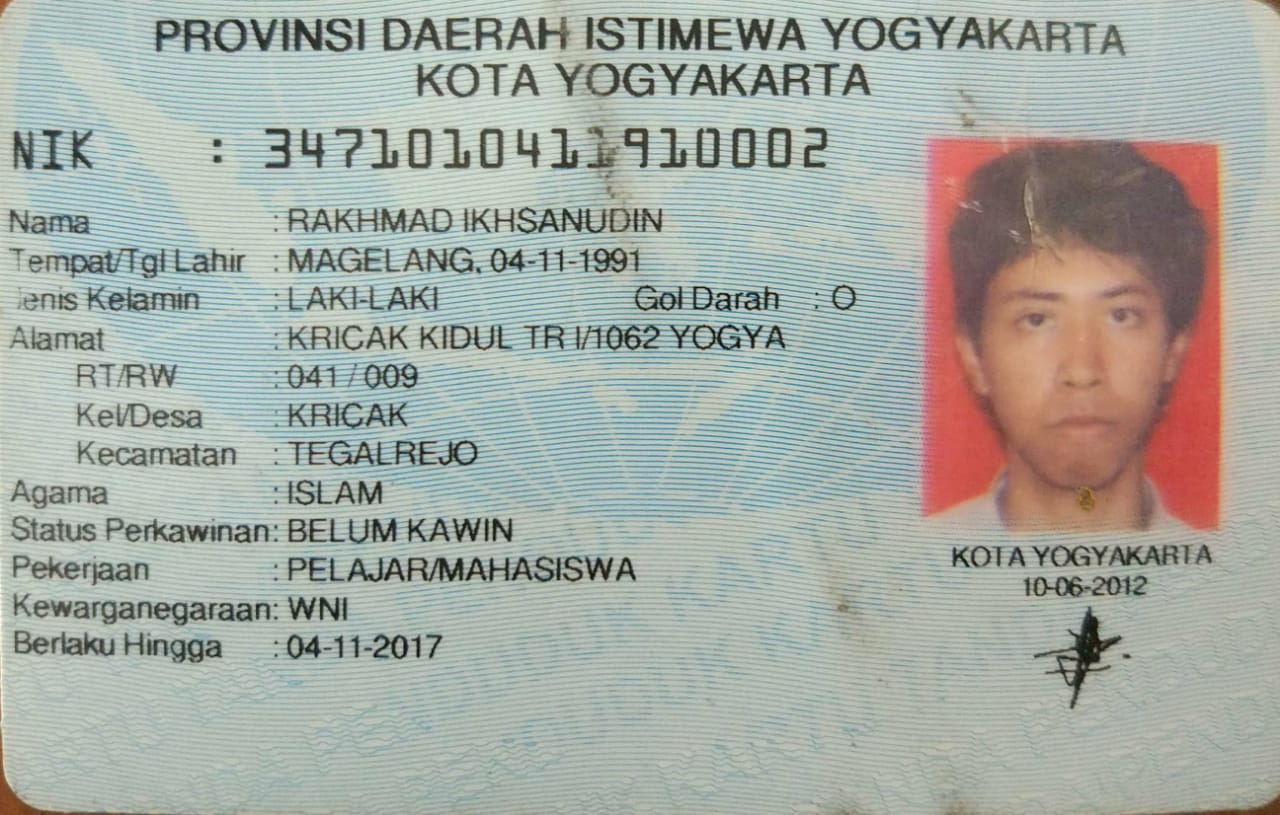 PROVINSI DAERAH ISTIMEWA YOGYAKARTA
KOTA YOGYAKARTA
NIK : 3471010411910002
Nama : RAKHMAD IKHSANUDIN
Tempat/Tgl Lahir : MAGELANG, 04-11-1991
Jenis Kelamin : LAKI-LAKI Gol Darah : O
Alamat : KRICAK KIDUL TR I/1062 YOGYA
RT/RW : 041 / 009
Kel/Desa : KRICAK
Kecamatan : TEGALREJO
Agama : ISLAM
Status Perkawinan: BELUM KAWIN
Pekerjaan : PELAJAR/MAHASISWA
Kewarganegaraan: WNI
Berlaku Hingga : 04-11-2017
KOTA YOGYAKARTA
10-06-2012